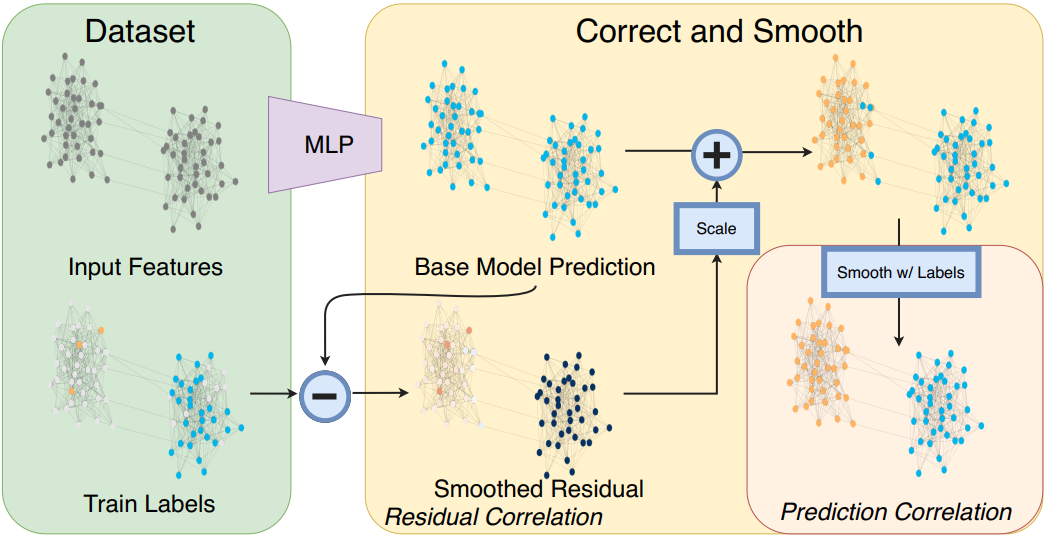 Dataset
Correct and Smooth
MLP
+
Scale
Input Features
Base Model Prediction
Smooth w/ Labels
−
Train Labels
Smoothed Residual
Residual Correlation
Prediction Correlation